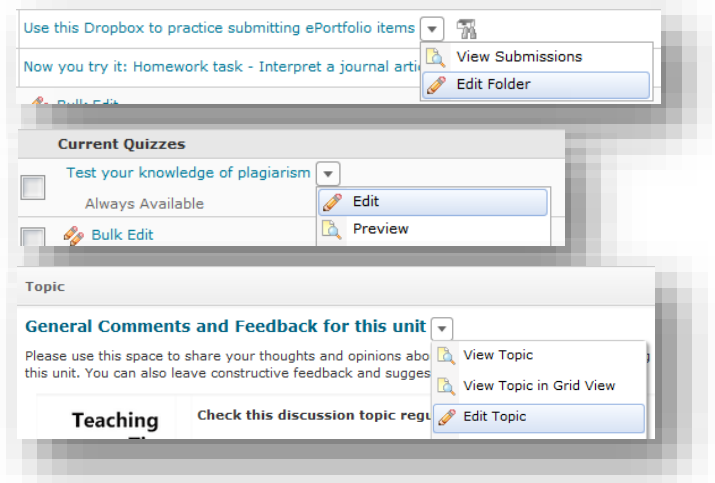 Use this Dropbox to practice submitting ePortfolio items
View Submissions
Now you try it: Homework task - Interpret a journal
Edit Folder
Bulk Edit
Current Quizzes
Test your knowledge of plagiarism
Edit
Always Available
Preview
Bulk Edit
Topic
General Comments and Feedback for this unit
View Topic
Please use this space to share your thoughts and opinions
this unit. You can also leave constructive feedback and
View Topic in Grid View
Check this discussion topic
Edit Topic
Teaching